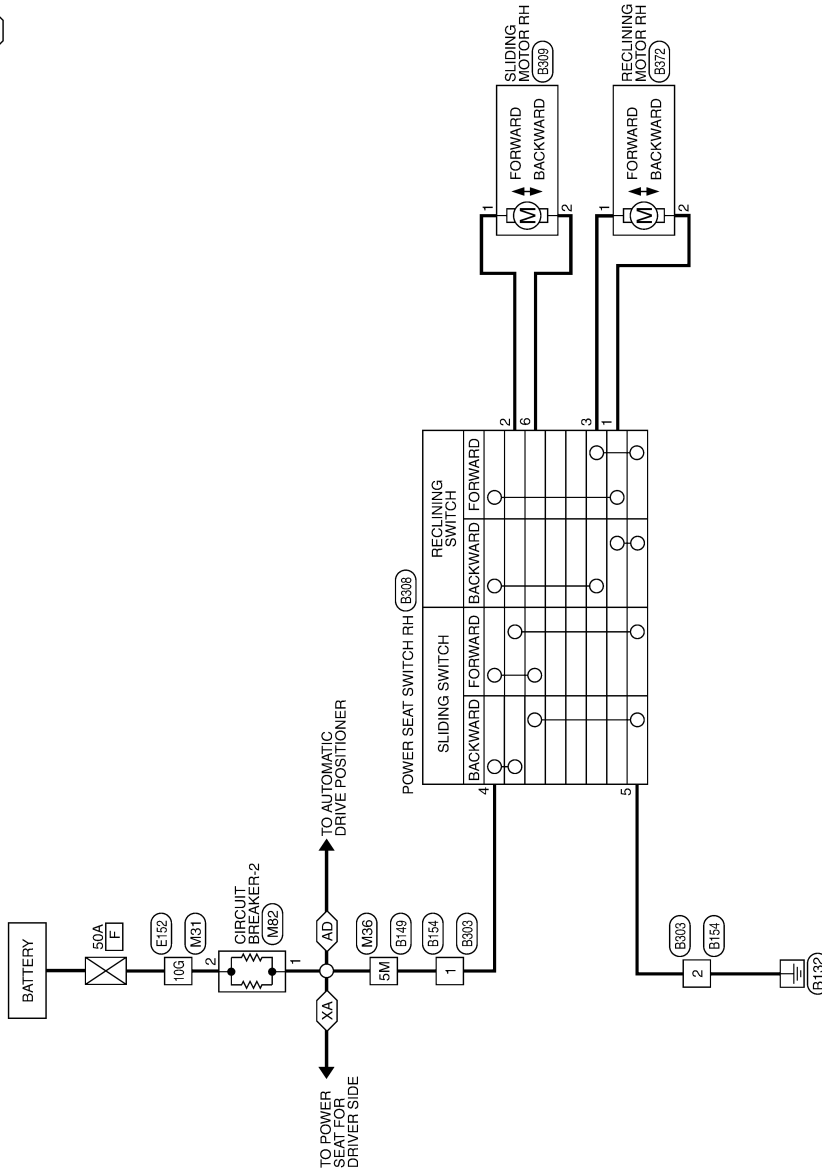 BATTERY
50A
F
E152
10G
M31
2
CIRCUIT
BREAKER-2
M82
1
XA
AD
TO POWER
SEAT FOR
DRIVER SIDE
TO AUTOMATIC
DRIVE POSITIONER
M36
5M
B149
B154
1
B303
POWER SEAT SWITCH RH
B308
SLIDING SWITCH
RECLINING
SWITCH
BACKWARD
FORWARD
BACKWARD
FORWARD
4
5
2
6
3
1
SLIDING
MOTOR RH
B309
1
M
FORWARD
BACKWARD
2
RECLINING
MOTOR RH
B372
1
M
FORWARD
BACKWARD
2
B303
2
B154
B132